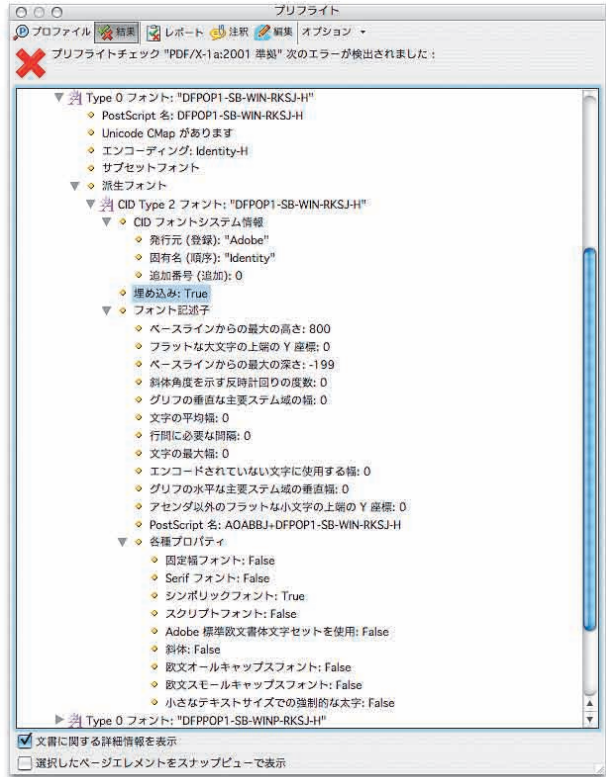 プリフライト
プロファイル 結果 レポート 注釈 編集 オプション
プリフライトチェック "PDF/X-1a:2001 準拠" 次のエラーが検出されました :
Type 0 フォント: "DFPOP1-SB-WIN-RKSJ-H"
PostScript 名: DFPOP1-SB-WIN-RKSJ-H
Unicode CMap があります
エンコーディング: Identity-H
サブセットフォント
派生フォント
CID Type 2 フォント: "DFPOP1-SB-WIN-RKSJ-H"
CID フォントシステム情報
発行元 (登録): "Adobe"
固有名 (順序): "Identity"
追加番号 (追加): 0
埋め込み: True
フォント記述子
ベースラインからの最大の高さ: 800
フラットな大文字の上端の Y 座標: 0
ベースラインからの最大の深さ: -199
斜体角度を示す反時計回りの度数: 0
グリフの垂直な主要ステム域の幅: 0
文字の平均幅: 0
行間に必要な間隔: 0
文字の最大幅: 0
エンコードされていない文字に使用する幅: 0
グリフの水平な主要ステム域の垂直幅: 0
アセンダ以外のフラットな小文字の上端の Y 座標: 0
PostScript 名: AOABBJ+DFPOP1-SB-WIN-RKSJ-H
各種プロパティ
固定幅フォント: False
Serif フォント: False
シンボリックフォント: True
スクリプトフォント: False
Adobe 標準欧文書体文字セットを使用: False
斜体: False
欧文オールキャップスフォント: False
欧文スモールキャップスフォント: False
小さなテキストサイズでの強制的な太字: False
Type 0 フォント: "DFPPOP1-SB-WINP-RKSJ-H"
文書に関する詳細情報を表示
選択したページエレメントをスナップビューで表示